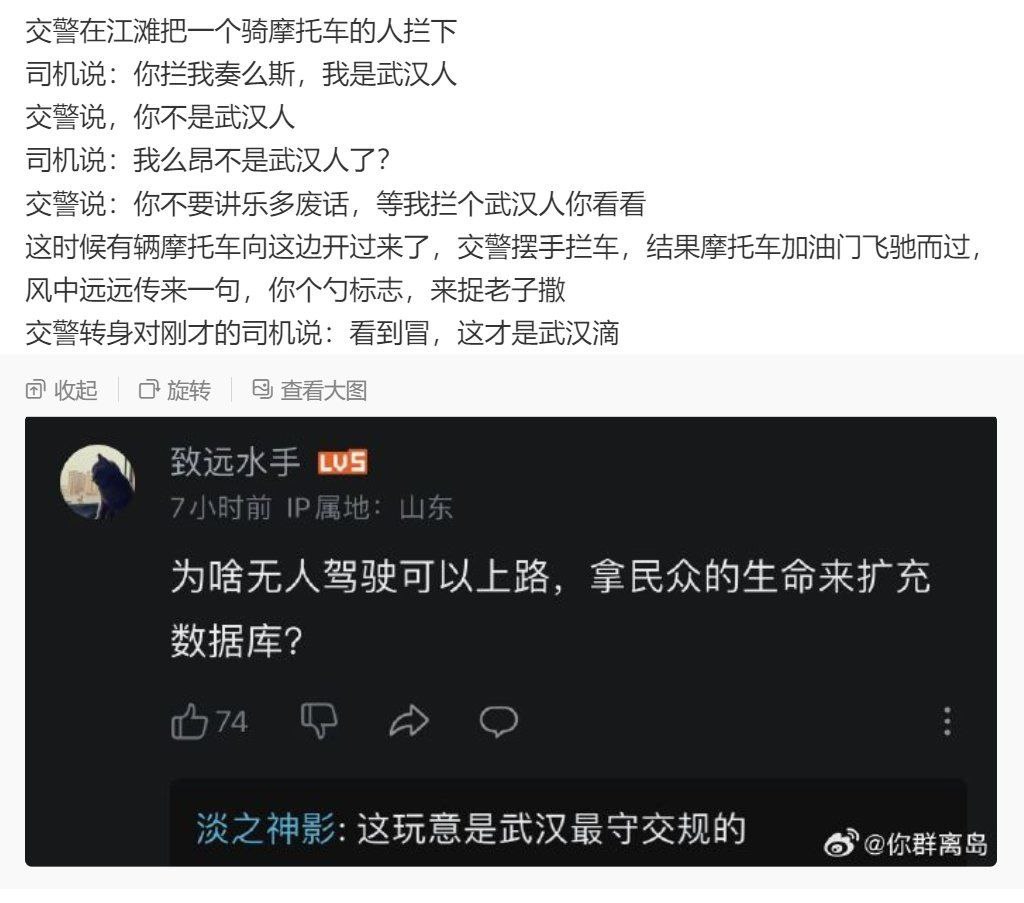 交警在江滩把一个骑摩托车的人拦下
司机说：你拦我奏么斯，我是武汉人
交警说，你不是武汉人
司机说：我么昂不是武汉人了？
交警说：你不要讲乐多废话，等我拦个武汉人你看看
这时候有辆摩托车向这边开过来了，交警摆手拦车，结果摩托车加油门飞驰而过，
风中远远传来一句，你个勺标志，来捉老子撒
交警转身对刚才的司机说：看到冒，这才是武汉滴
收起 旋转 查看大图
致远水手 LV5
7小时前 IP属地：山东
为啥无人驾驶可以上路，拿民众的生命来扩充
数据库？
74
淡之神影: 这玩意是武汉最守交规的
@你群离岛